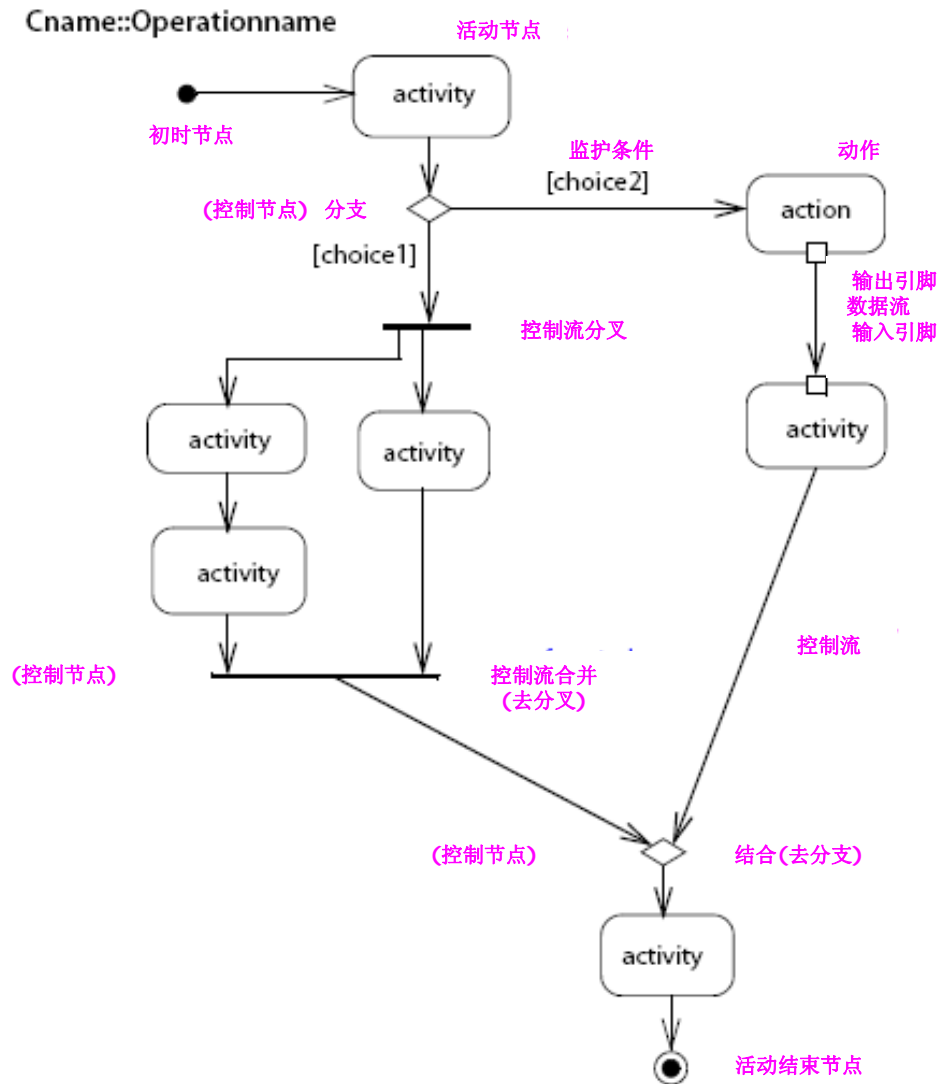 Cname::Operationname
活动节点
activity
初时节点
监护条件
动作
[choice2]
(控制节点) 分支
action
[choice1]
输出引脚
数据流
输入引脚
控制流分叉
activity
activity
activity
activity
控制流
(控制节点)
控制流合并
(去分叉)
(控制节点)
结合(去分支)
activity
活动结束节点